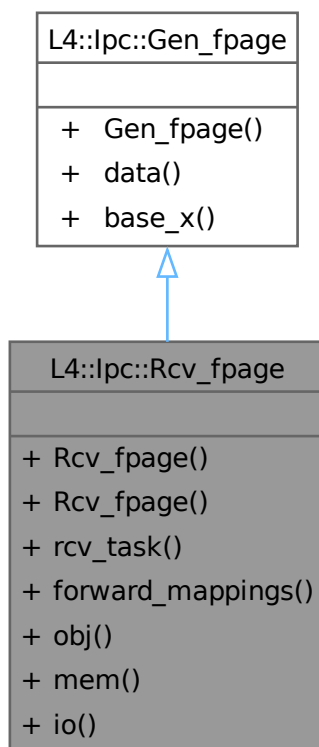 L4::Ipc::Gen_fpage
+ Gen_fpage()
+ data()
+ base_x()
L4::Ipc::Rcv_fpage
+ Rcv_fpage()
+ Rcv_fpage()
+ rcv_task()
+ forward_mappings()
+ obj()
+ mem()
+ io()